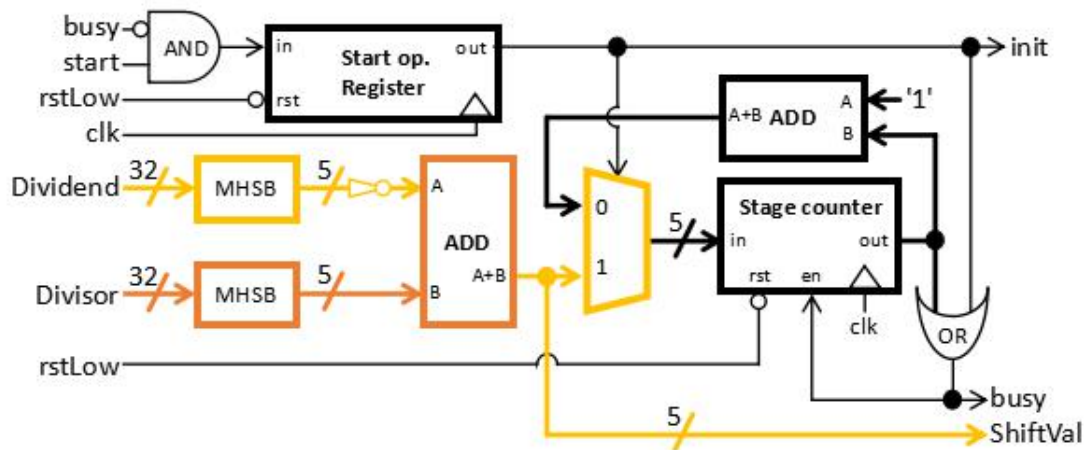 busy
start
AND
rstLow
clk
in
rst
Start op.
Register
out
init
A+B
ADD
A
B
'1'
Dividend
32
MHSB
5
A
ADD
A+B
B
Divisor
32
MHSB
5
0
1
5
Stage counter
in
out
rst
en
clk
OR
rstLow
busy
5
ShiftVal